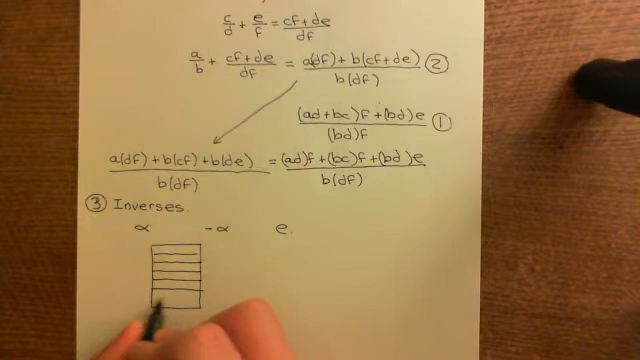 c/d + e/f = cf+de/df
a/b + cf+de/df = a(df)+b(cf+de)/b(df) ②
(ad+bc)f+(bd)e/(bd)f ①
a(df)+b(cf)+b(de)/b(df) = (ad)f+(bc)f+(bd)e/b(df)
③ Inverses.
α -α e.